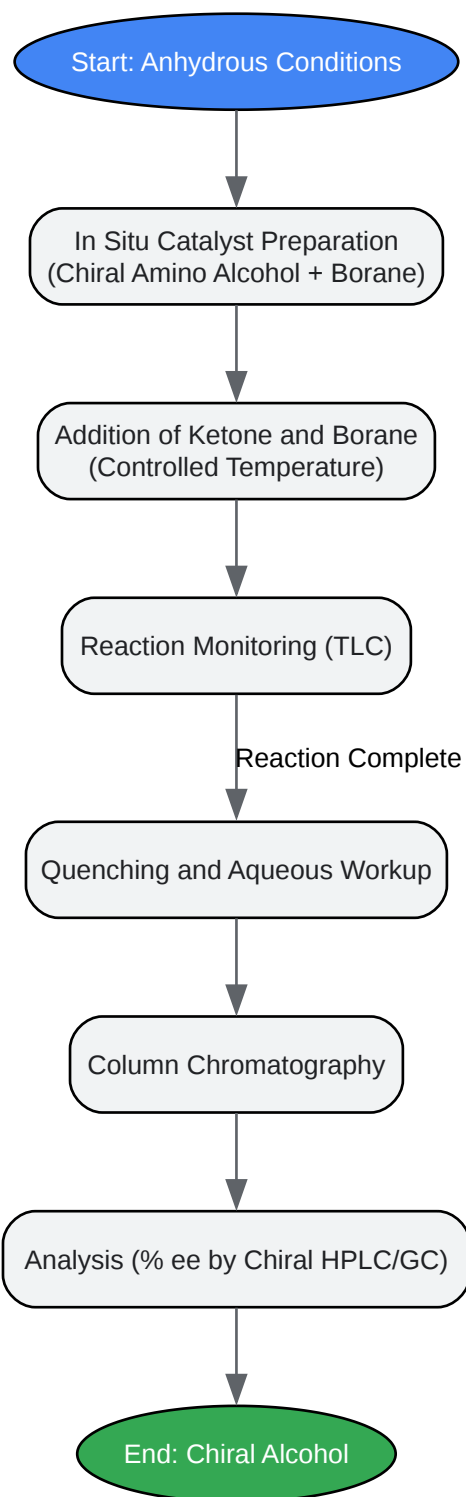 Start: Anhydrous Conditions
In Situ Catalyst Preparation
(Chiral Amino Alcohol + Borane)
Addition of Ketone and Borane
(Controlled Temperature)
Reaction Monitoring (TLC)
Reaction Complete
Quenching and Aqueous Workup
Column Chromatography
Analysis (% ee by Chiral HPLC/GC)
End: Chiral Alcohol